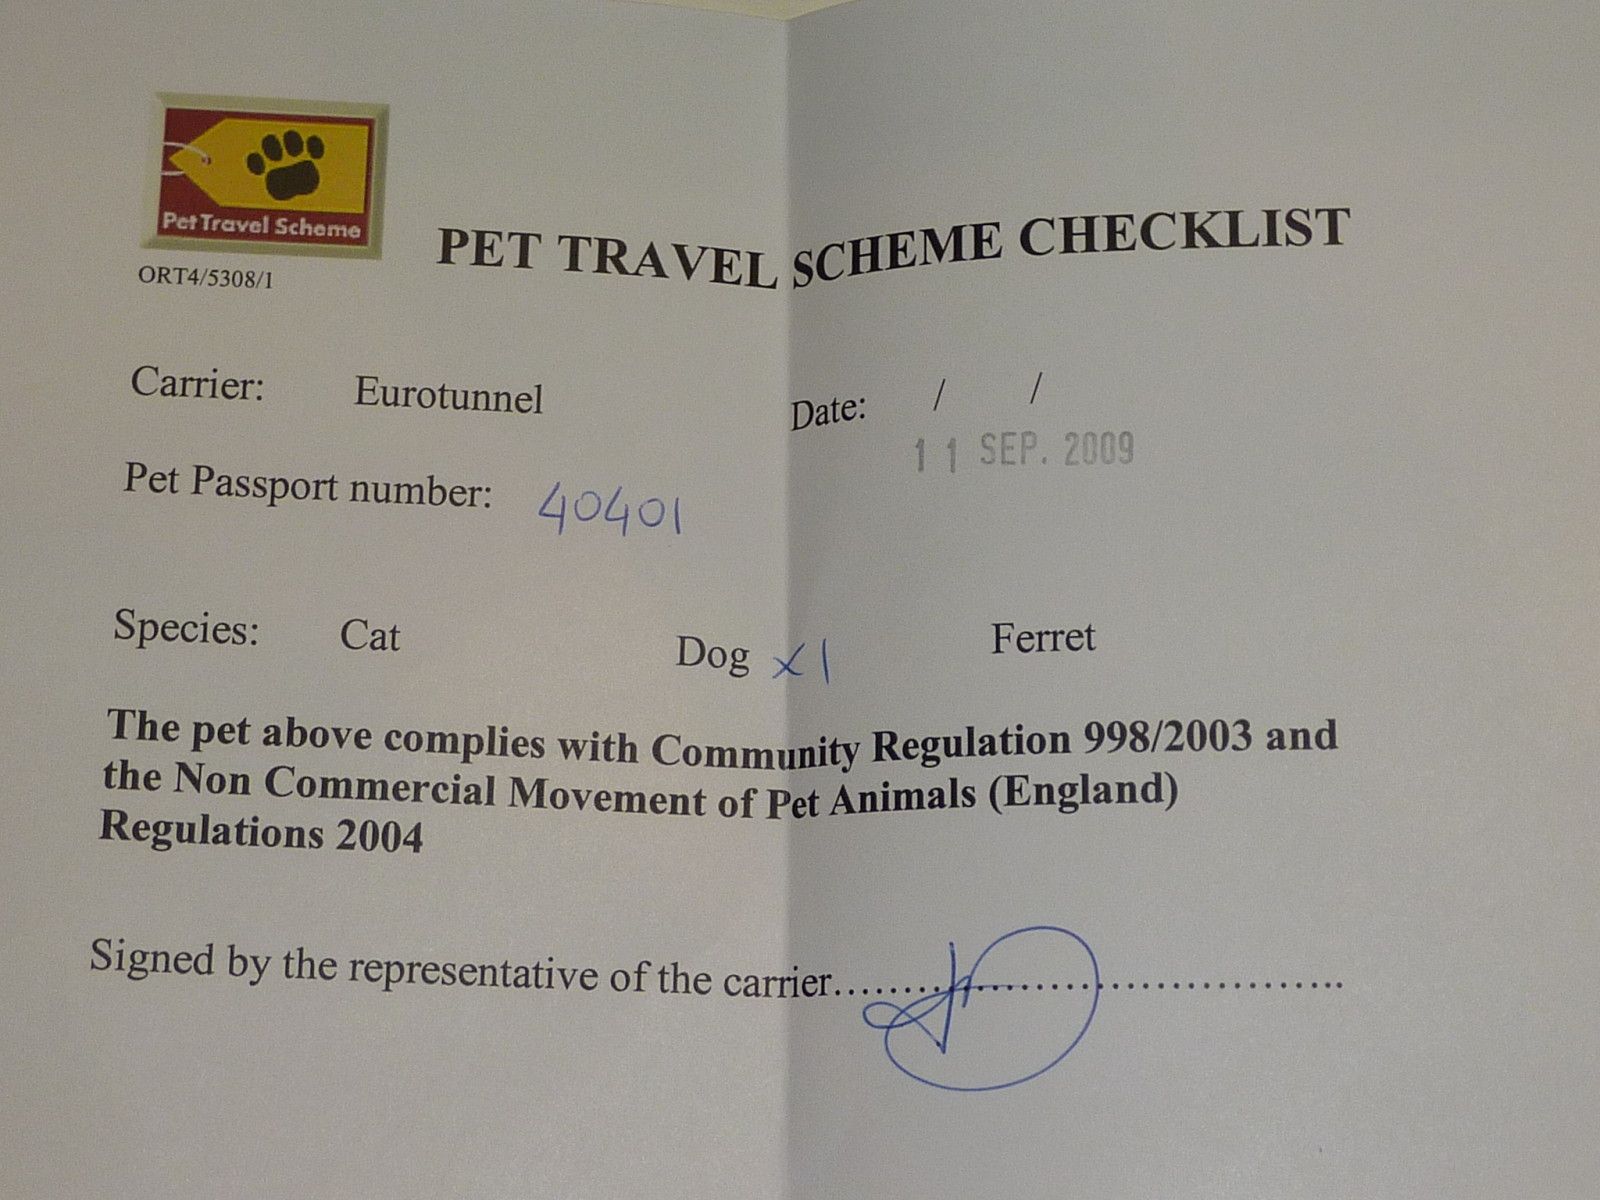 Pet Travel Scheme
ORT4/5308/1
PET TRAVEL SCHEME CHECKLIST
Carrier: Eurotunnel Date: / /
11 SEP. 2009
Pet Passport number: 40401
Species: Cat Dog x1 Ferret
The pet above complies with Community Regulation 998/2003 and
the Non Commercial Movement of Pet Animals (England)
Regulations 2004
Signed by the representative of the carrier..........................................